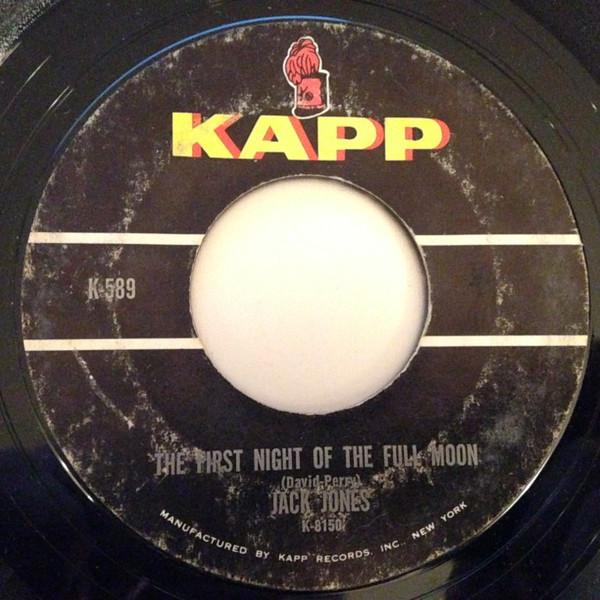 KAPP
K-589
THE FIRST NIGHT OF THE FULL MOON
(David-Perry)
JACK JONES
K-8150
MANUFACTURED BY KAPP RECORDS, INC., NEW YORK